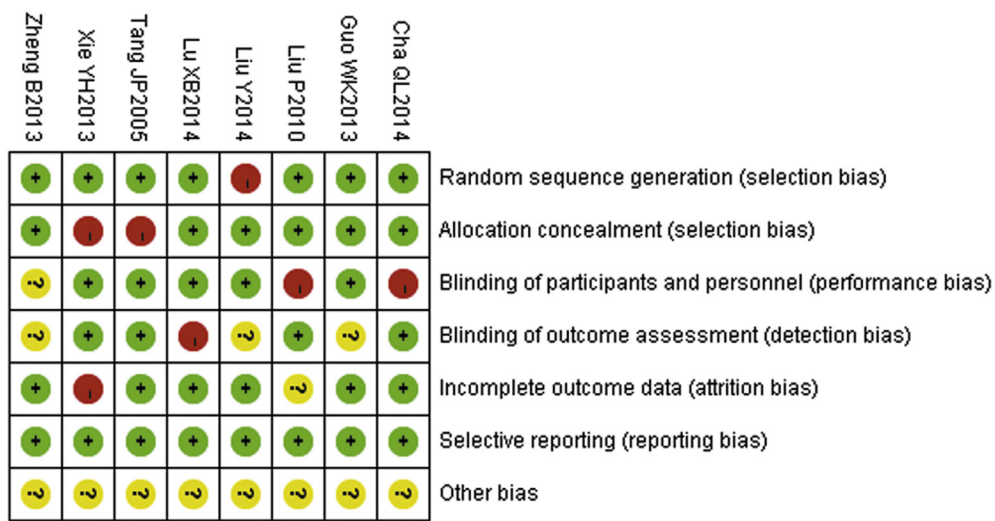 Zheng B2013
Xie YH2013
Tang JP2005
Lu XB2014
Liu Y2014
Liu P2010
Guo WK2013
Cha QL2014
+ + + + - + + + Random sequence generation (selection bias)
+ - - + + + + + Allocation concealment (selection bias)
? + + + + - + - Blinding of participants and personnel (performance bias)
? + + - ? + ? + Blinding of outcome assessment (detection bias)
+ - + + + ? + + Incomplete outcome data (attrition bias)
+ + + + + + + + Selective reporting (reporting bias)
? ? ? ? ? ? ? ? Other bias